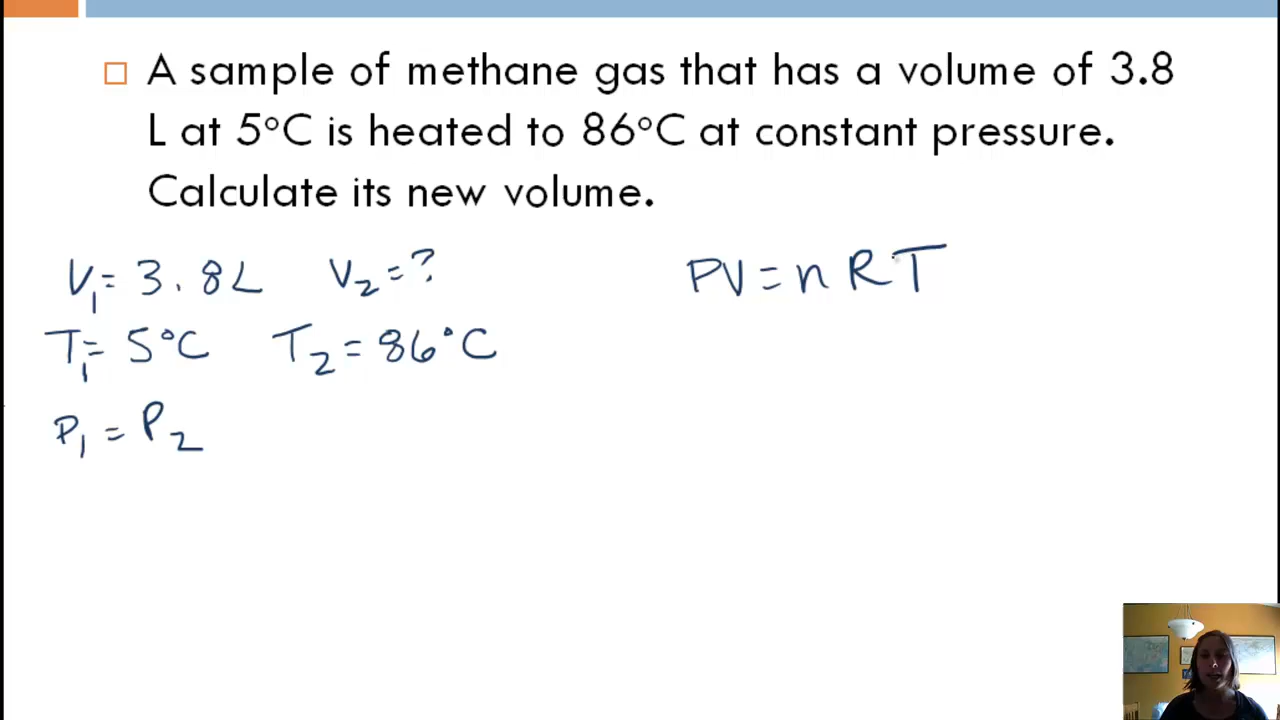 A sample of methane gas that has a volume of 3.8
L at 5°C is heated to 86°C at constant pressure.
Calculate its new volume.
V₁ = 3.8L V₂ = ? PV = nRT
T₁ = 5°C T₂ = 86°C
P₁ = P₂